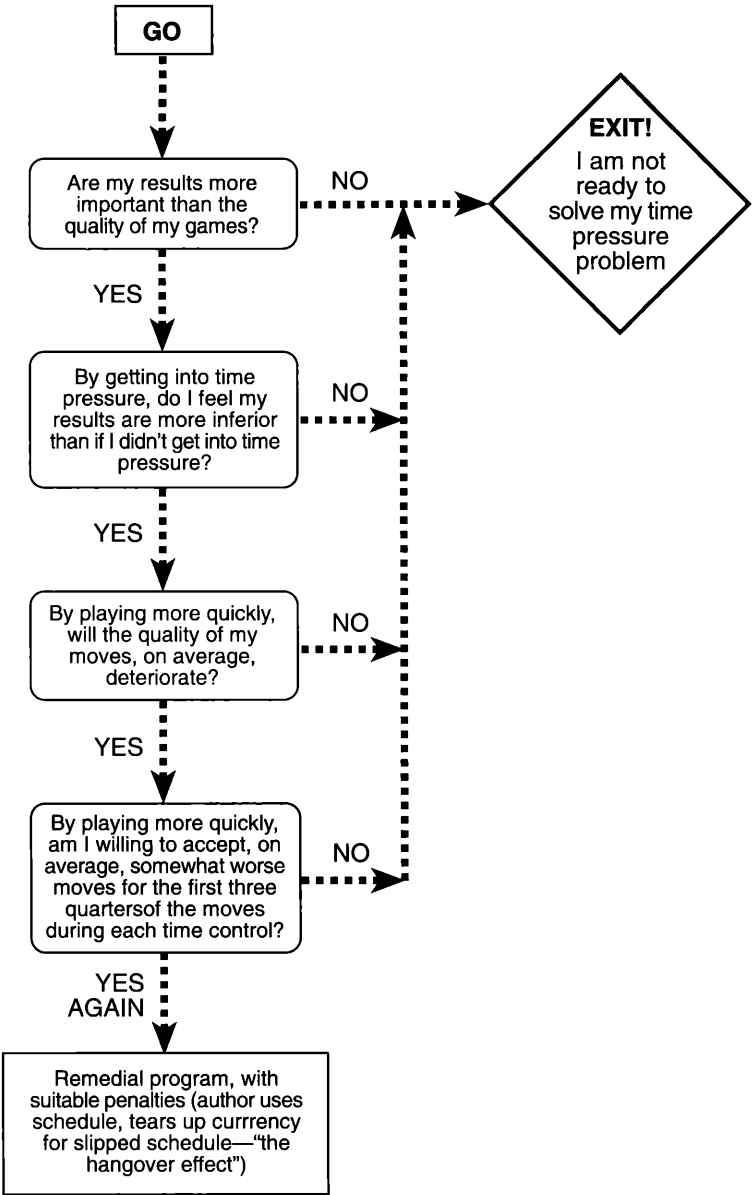 GO
Are my results more
important than the
quality of my games?
NO
EXIT!
I am not
ready to
solve my time
pressure
problem
YES
By getting into time
pressure, do I feel my
results are more inferior
than if I didn't get into time
pressure?
NO
YES
By playing more quickly,
will the quality of my
moves, on average,
deteriorate?
NO
YES
By playing more quickly,
am I willing to accept, on
average, somewhat worse
moves for the first three
quartersof the moves
during each time control?
NO
YES
AGAIN
Remedial program, with
suitable penalties (author uses
schedule, tears up currrency
for slipped schedule—“the
hangover effect”)